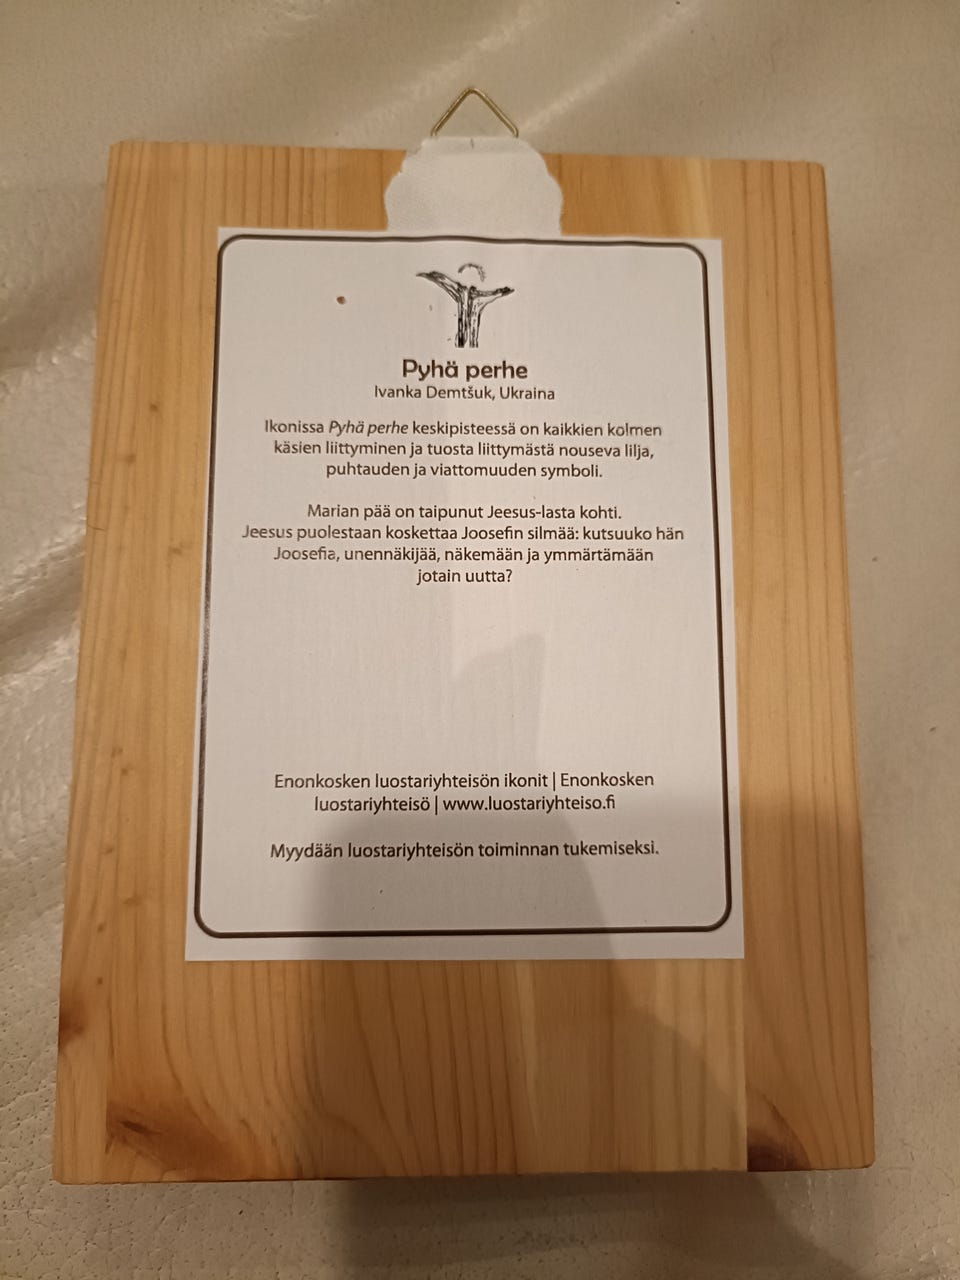 Pyhä perhe
Ivanka Demtšuk, Ukraina
Ikonissa Pyhä perhe keskipisteessä on kaikkien kolmen
käsien liittyminen ja tuosta liittymästä nouseva lilja,
puhtauden ja viattomuuden symboli.
Marian pää on taipunut Jeesus-lasta kohti.
Jeesus puolestaan koskettaa Joosefin silmää: kutsuuko hän
Joosefia, unennäkijää, näkemään ja ymmärtämään
jotain uutta?
Enonkosken luostariyhteisön ikonit | Enonkosken
luostariyhteisö | www.luostariyhteiso.fi
Myydään luostariyhteisön toiminnan tukemiseksi.